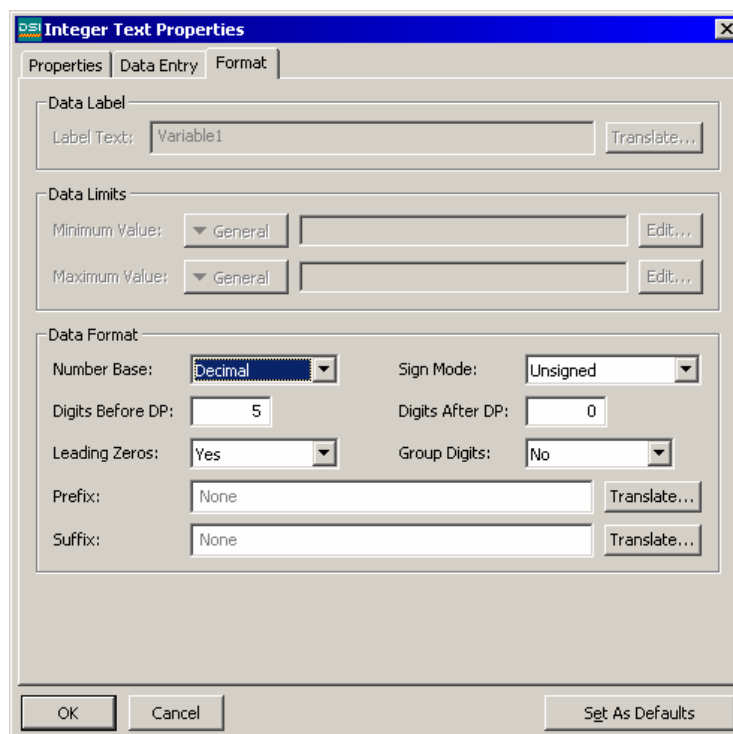 DSI Integer Text Properties
Properties Data Entry Format
Data Label
Label Text: Variable1 Translate...
Data Limits
Minimum Value: General Edit...
Maximum Value: General Edit...
Data Format
Number Base: Decimal Sign Mode: Unsigned
Digits Before DP: 5 Digits After DP: 0
Leading Zeros: Yes Group Digits: No
Prefix: None Translate...
Suffix: None Translate...
OK Cancel Set As Defaults